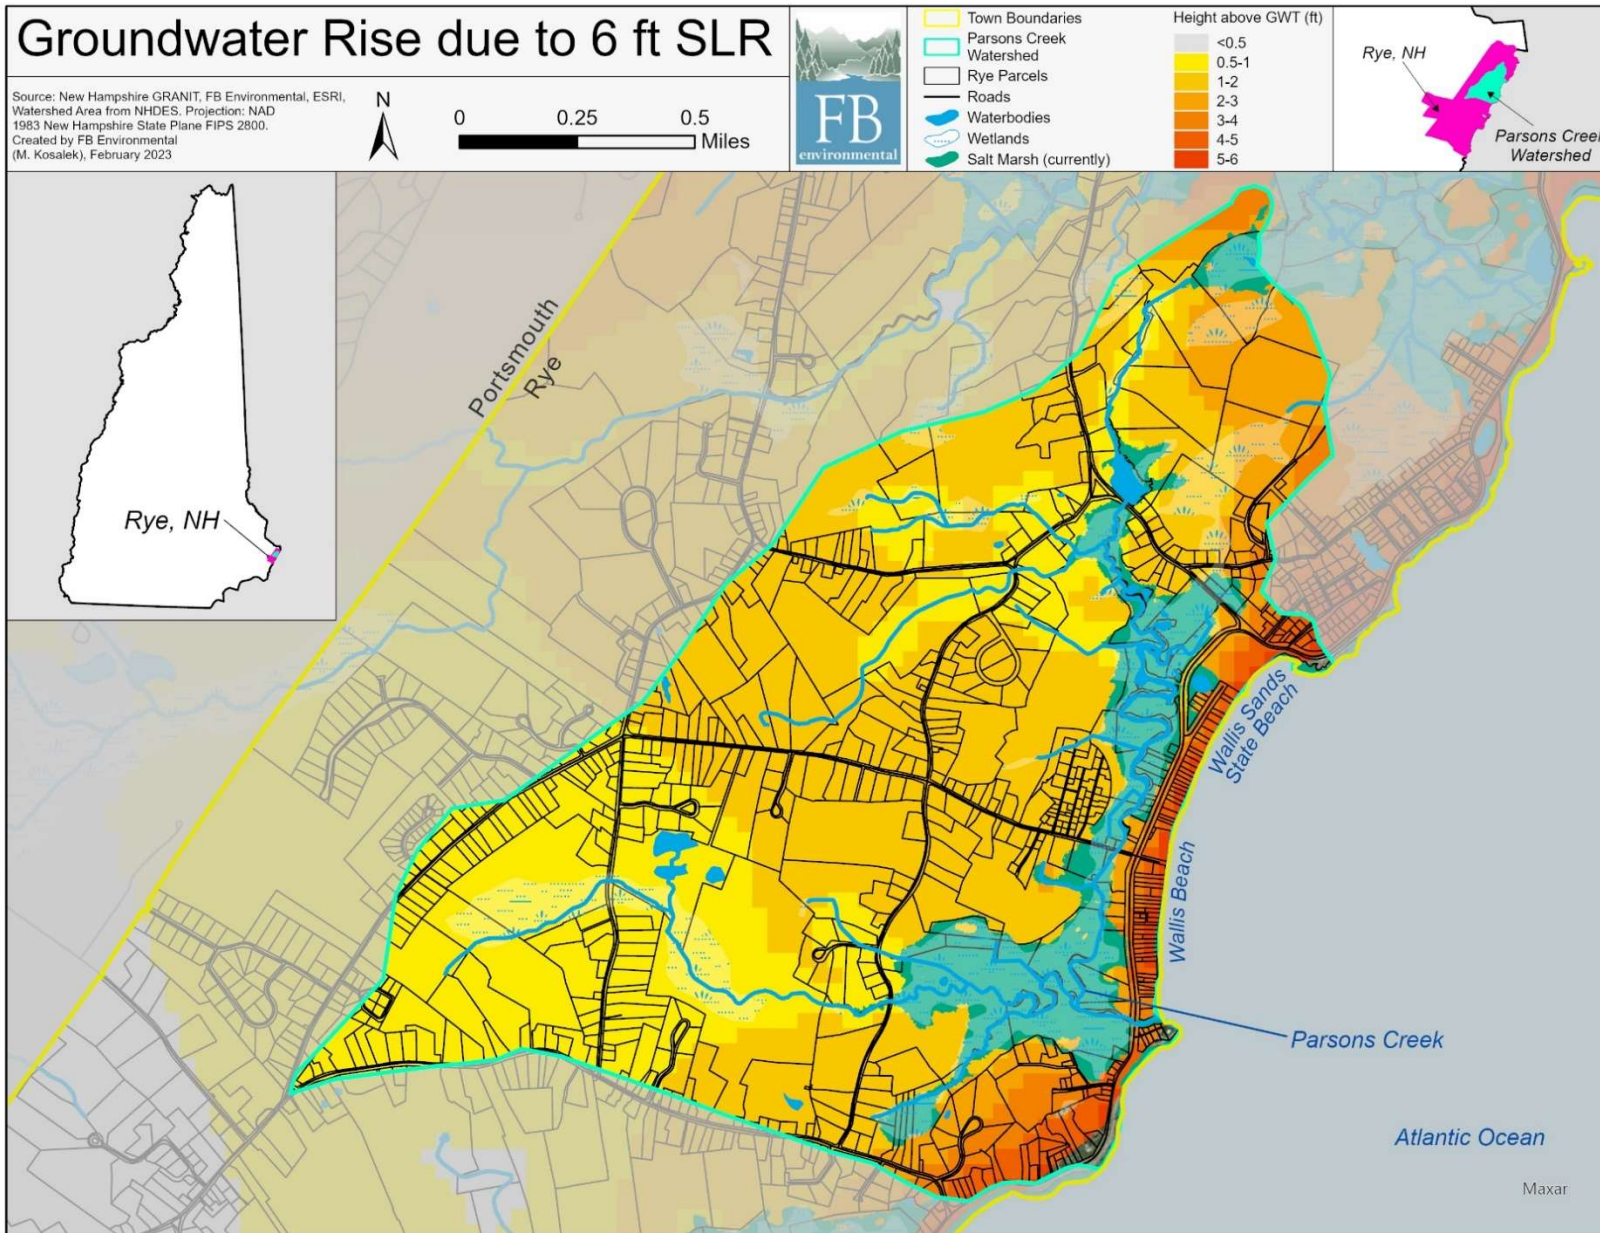 Groundwater Rise due to 6 ft SLR
Source: New Hampshire GRANIT, FB Environmental, ESRI,
Watershed Area from NHDES. Projection: NAD
1983 New Hampshire State Plane FIPS 2800.
Created by FB Environmental
(M. Kosalek), February 2023
N
0 0.25 0.5
Miles
FB
environmental
Town Boundaries
Parsons Creek
Watershed
Rye Parcels
Roads
Waterbodies
Wetlands
Salt Marsh (currently)
Height above GWT (ft)
<0.5
0.5-1
1-2
2-3
3-4
4-5
5-6
Rye, NH
Parsons Creek
Watershed
Rye, NH
Portsmouth
Rye
Wallis Sands
State Beach
Wallis Beach
Parsons Creek
Atlantic Ocean
Maxar